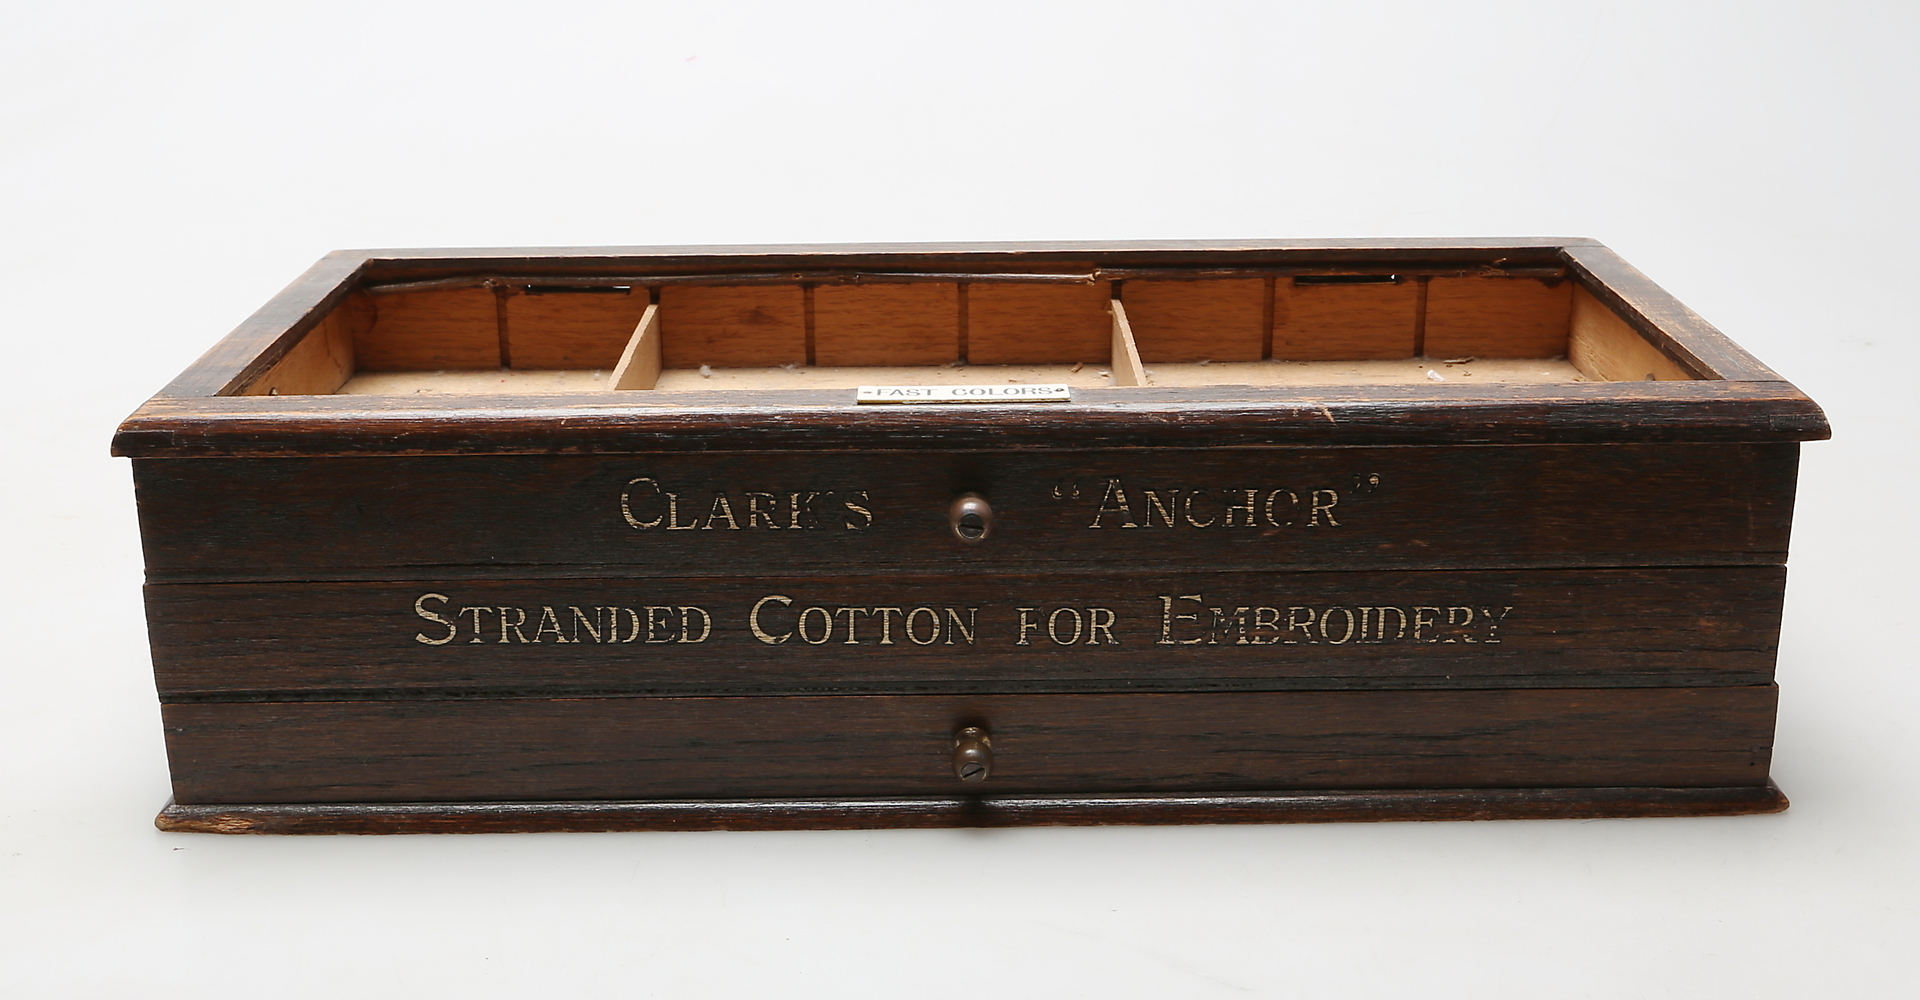 •FAST COLORS•
CLARK'S "ANCHOR"
STRANDED COTTON FOR EMBROIDERY